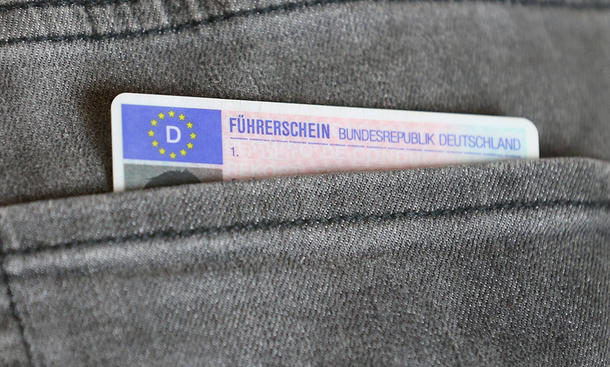 D
FÜHRERSCHEIN BUNDESREPUBLIK DEUTSCHLAND
1.